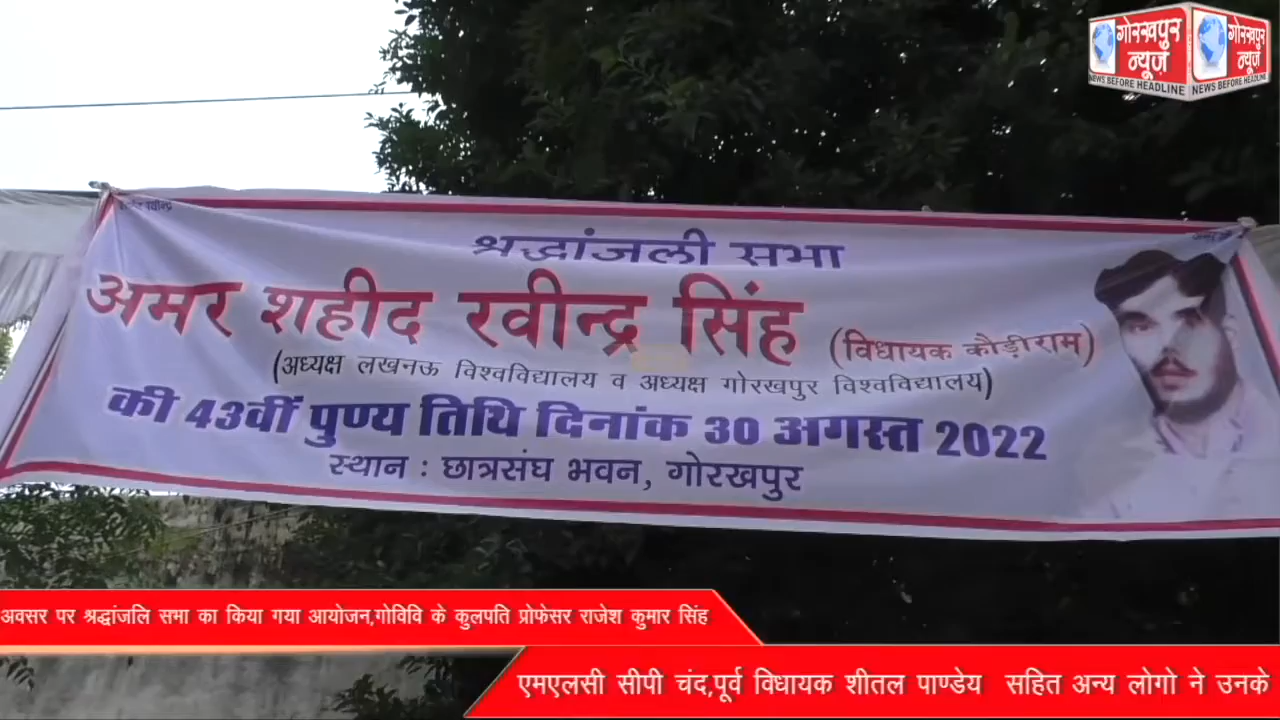 गोरखपुर गोरखपुर
न्यूज न्यूज
NEWS BEFORE HEADLINE NEWS BEFORE HEADLINE
श्रद्धांजली सभा
अमर शहीद रवीन्द्र सिंह (विधायक कौड़ीराम)
(अध्यक्ष लखनऊ विश्वविद्यालय व अध्यक्ष गोरखपुर विश्वविद्यालय)
की 43वीं पुण्य तिथि दिनांक 30 अगस्त 2022
स्थान : छात्रसंघ भवन, गोरखपुर
अवसर पर श्रद्धांजलि सभा का किया गया आयोजन,गोविवि के कुलपति प्रोफेसर राजेश कुमार सिंह
एमएलसी सीपी चंद,पूर्व विधायक शीतल पाण्डेय सहित अन्य लोगो ने उनके